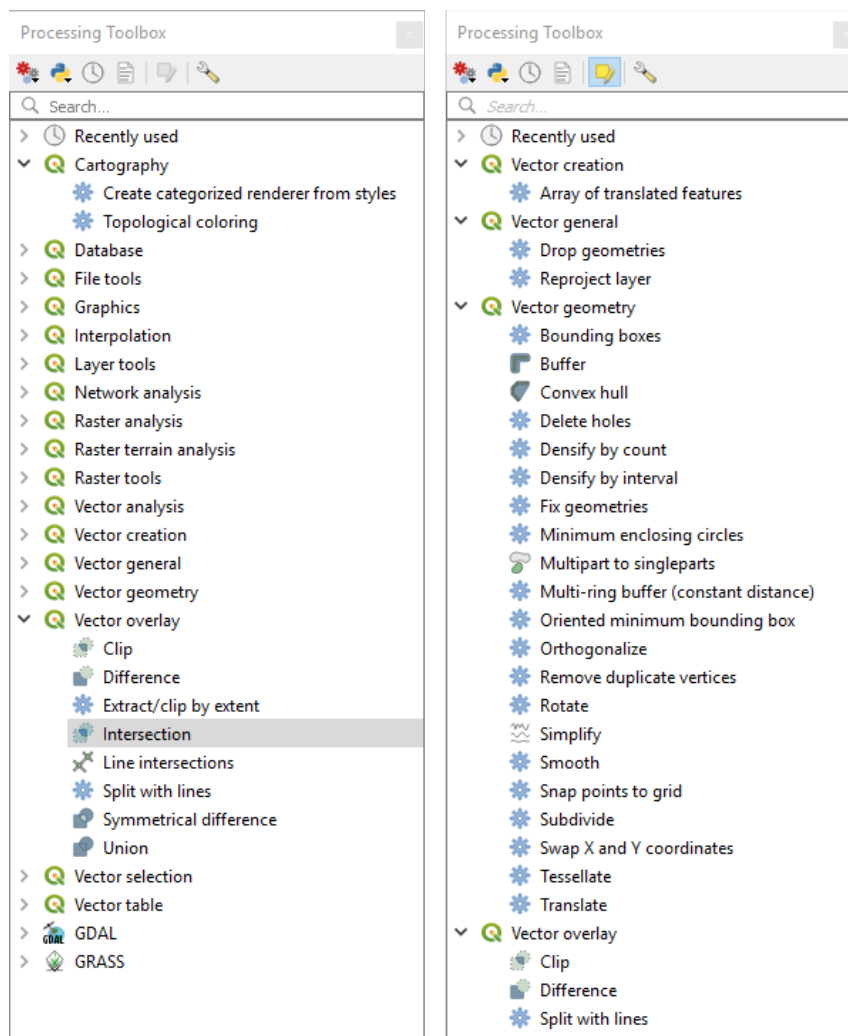 Processing Toolbox
Search...
Recently used
Cartography
Create categorized renderer from styles
Topological coloring
Database
File tools
Graphics
Interpolation
Layer tools
Network analysis
Raster analysis
Raster terrain analysis
Raster tools
Vector analysis
Vector creation
Vector general
Vector geometry
Vector overlay
Clip
Difference
Extract/clip by extent
Intersection
Line intersections
Split with lines
Symmetrical difference
Union
Vector selection
Vector table
GDAL
GDAL
GRASS
Processing Toolbox
Search...
Recently used
Vector creation
Array of translated features
Vector general
Drop geometries
Reproject layer
Vector geometry
Bounding boxes
Buffer
Convex hull
Delete holes
Densify by count
Densify by interval
Fix geometries
Minimum enclosing circles
Multipart to singleparts
Multi-ring buffer (constant distance)
Oriented minimum bounding box
Orthogonalize
Remove duplicate vertices
Rotate
Simplify
Smooth
Snap points to grid
Subdivide
Swap X and Y coordinates
Tessellate
Translate
Vector overlay
Clip
Difference
Split with lines